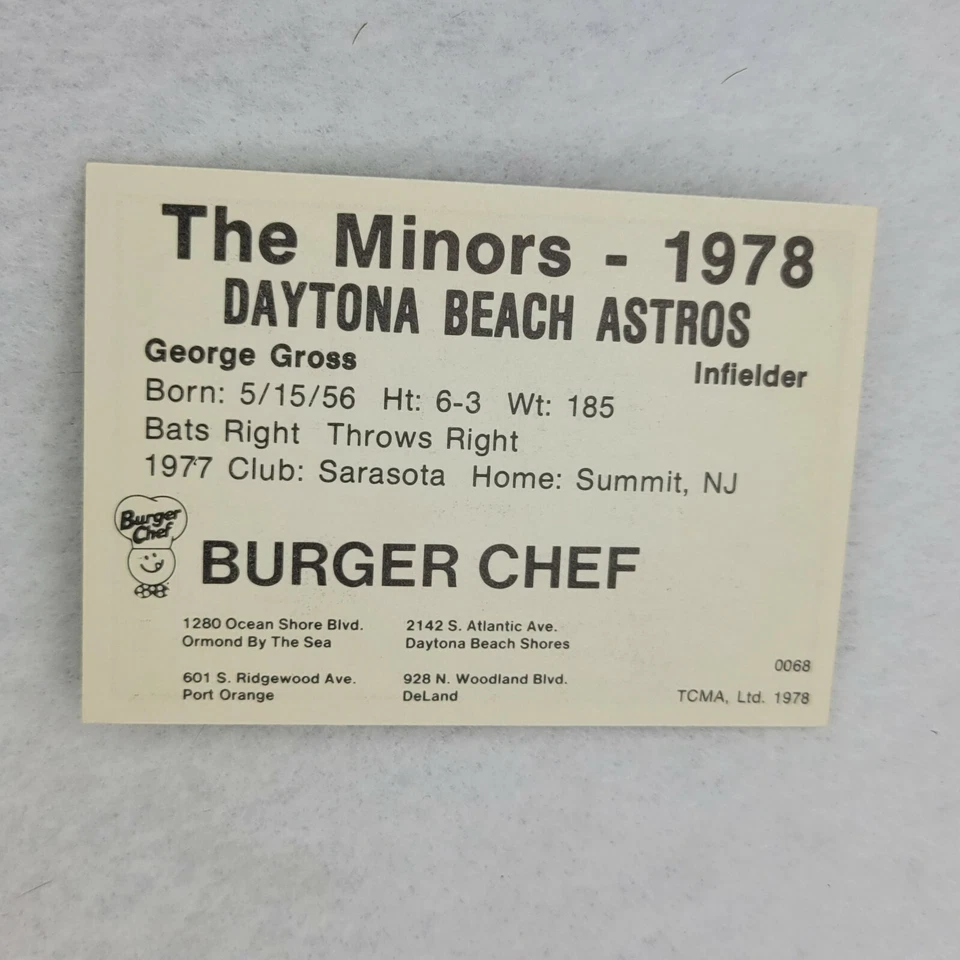 The Minors - 1978
DAYTONA BEACH ASTROS
George Gross Infielder
Born: 5/15/56 Ht: 6-3 Wt: 185
Bats Right Throws Right
1977 Club: Sarasota Home: Summit, NJ
Burger
Chef
BURGER CHEF
1280 Ocean Shore Blvd. 2142 S. Atlantic Ave.
Ormond By The Sea Daytona Beach Shores
0068
601 S. Ridgewood Ave. 928 N. Woodland Blvd.
Port Orange DeLand TCMA, Ltd. 1978